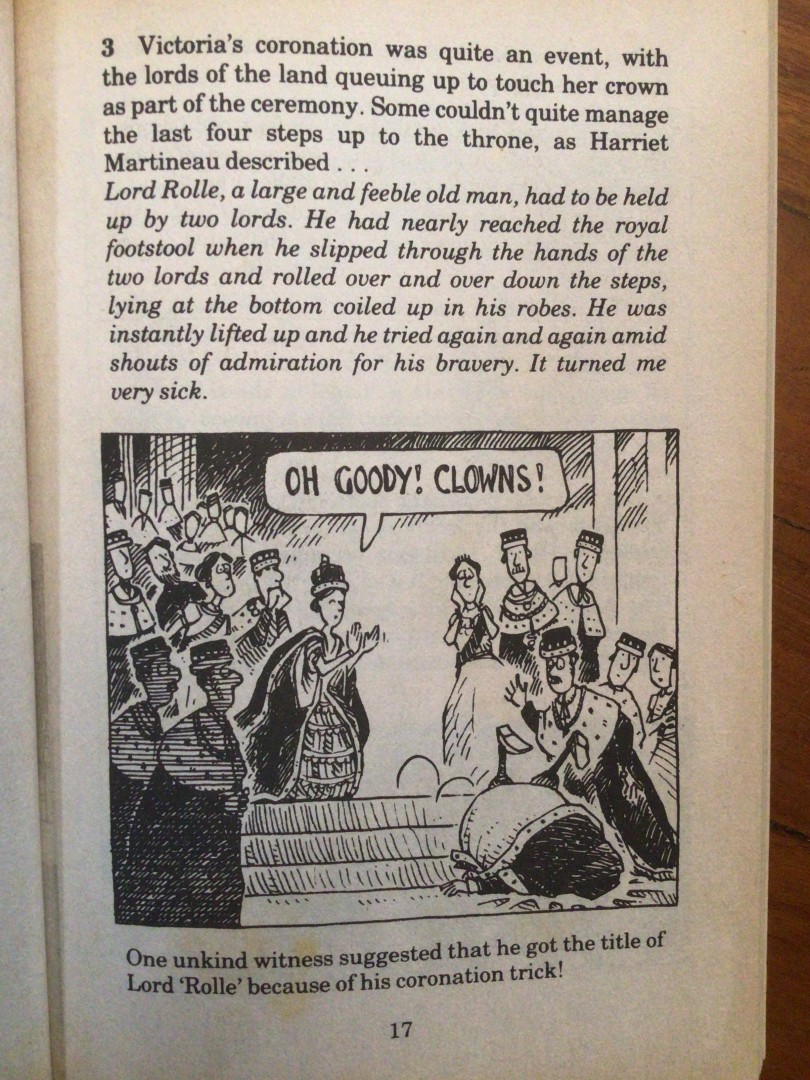 3 Victoria's coronation was quite an event, with
the lords of the land queuing up to touch her crown
as part of the ceremony. Some couldn't quite manage
the last four steps up to the throne, as Harriet
Martineau described . . .
Lord Rolle, a large and feeble old man, had to be held
up by two lords. He had nearly reached the royal
footstool when he slipped through the hands of the
two lords and rolled over and over down the steps,
lying at the bottom coiled up in his robes. He was
instantly lifted up and he tried again and again amid
shouts of admiration for his bravery. It turned me
very sick.
OH GOODY! CLOWNS!
One unkind witness suggested that he got the title of
Lord 'Rolle' because of his coronation trick!
17